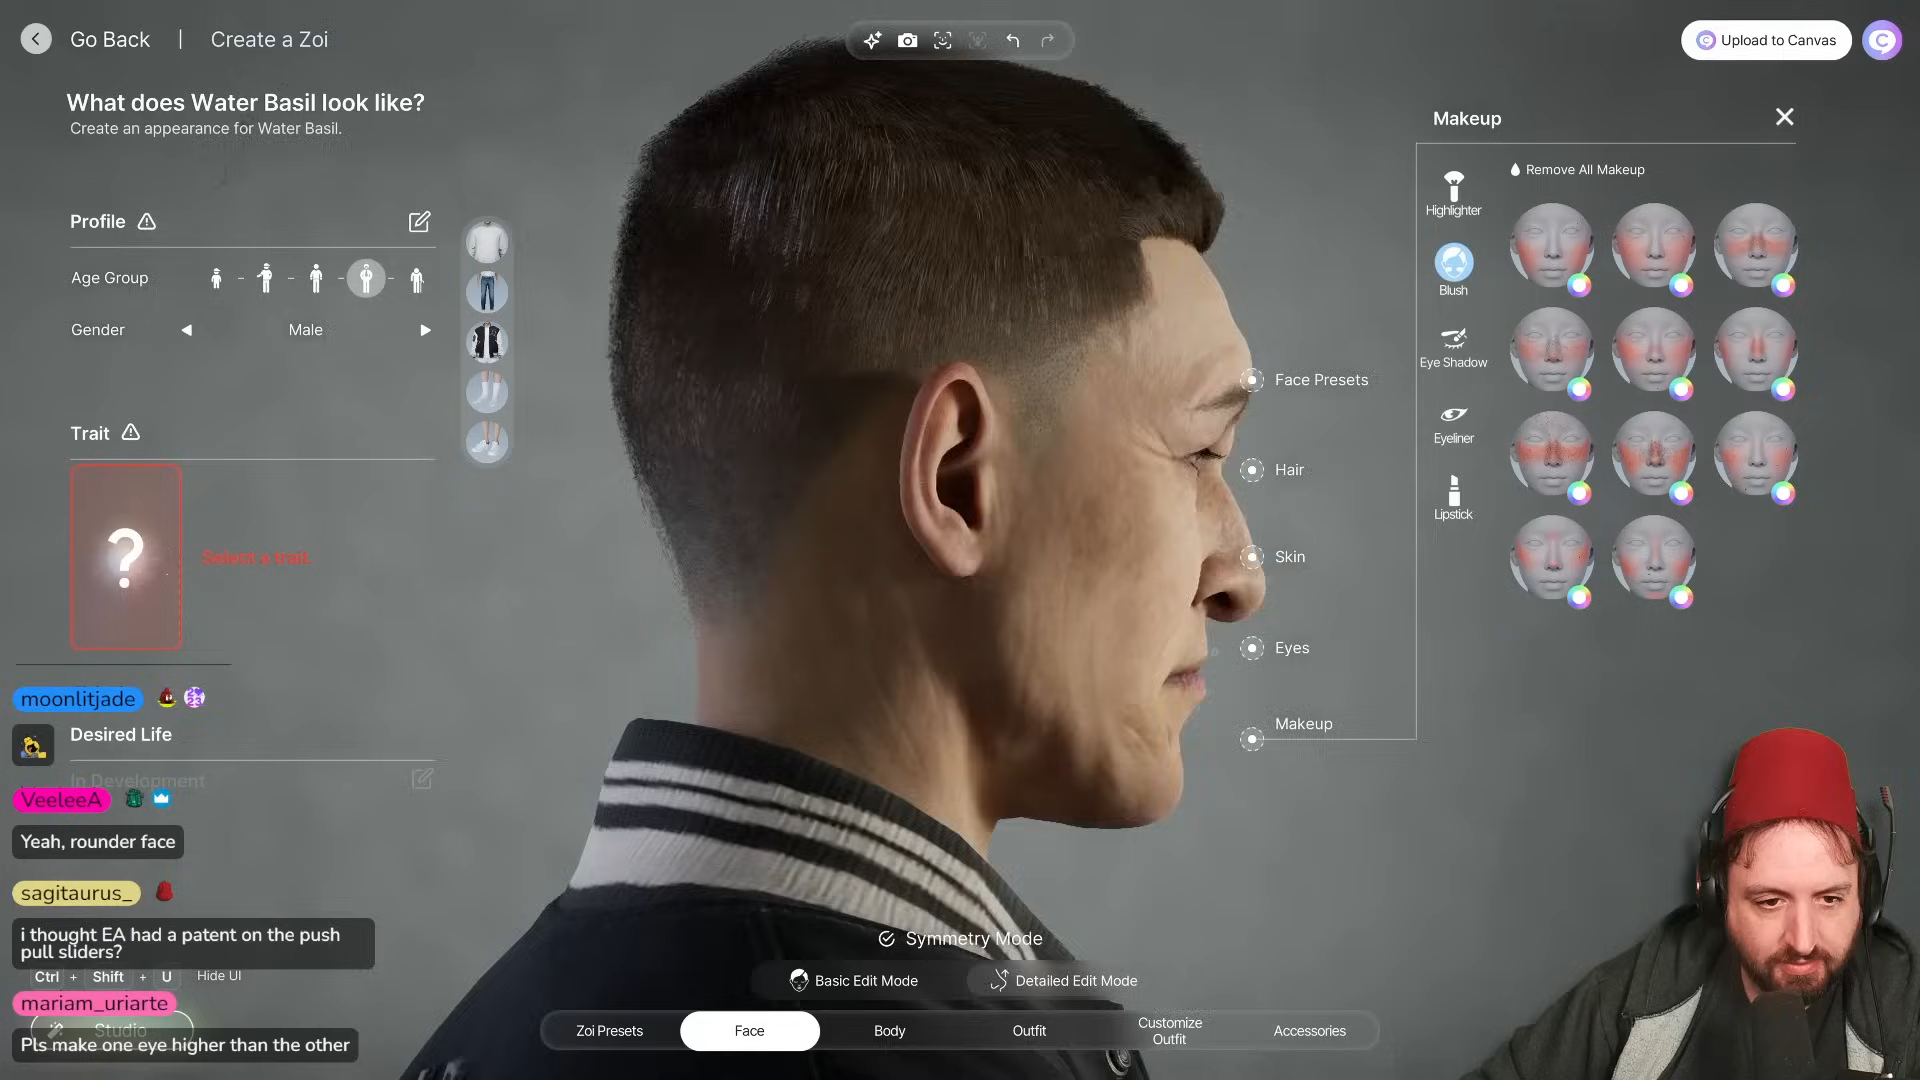 Go Back | Create a Zoi
Upload to Canvas
What does Water Basil look like?
Create an appearance for Water Basil.
Profile
Age Group
Gender
Male
Trait
?
Select a trait.
moonlitjade
Desired Life
In Development
VeeleeA
Yeah, rounder face
sagitaurus_
i thought EA had a patent on the push
pull sliders?
Ctrl + Shift + U Hide UI
mariam_uriarte
Studio
Pls make one eye higher than the other
Face Presets
Hair
Skin
Eyes
Makeup
Makeup
Remove All Makeup
Highlighter
Blush
Eye Shadow
Eyeliner
Lipstick
Symmetry Mode
Basic Edit Mode
Detailed Edit Mode
Zoi Presets
Face
Body
Outfit
Customize
Outfit
Accessories